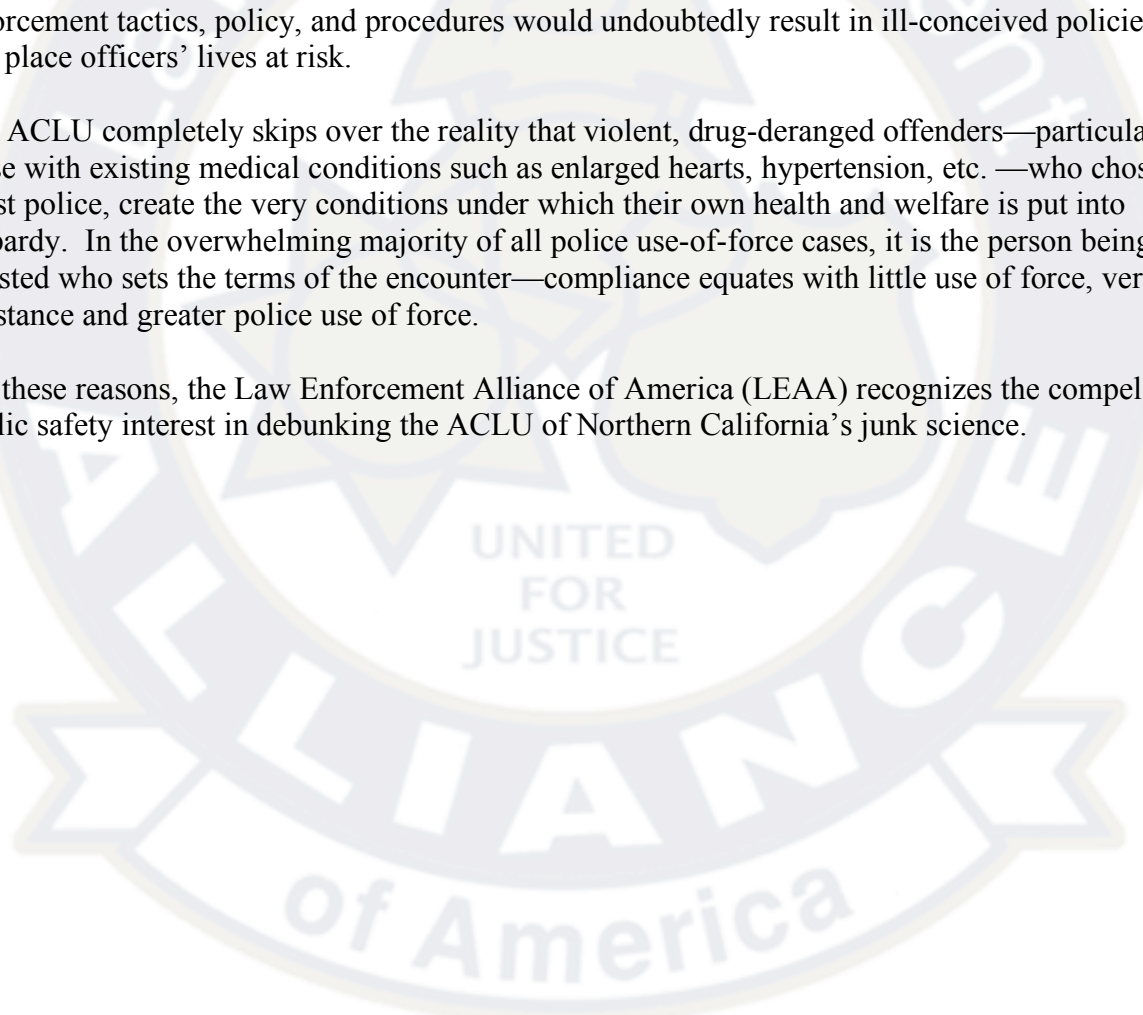 orcement tactics, policy, and procedures would undoubtedly result in ill-conceived policie
place officers’ lives at risk.
ACLU completely skips over the reality that violent, drug-deranged offenders—particula
e with existing medical conditions such as enlarged hearts, hypertension, etc. —who chos
st police, create the very conditions under which their own health and welfare is put into
pardy. In the overwhelming majority of all police use-of-force cases, it is the person being
sted who sets the terms of the encounter—compliance equates with little use of force, ver
stance and greater police use of force.
these reasons, the Law Enforcement Alliance of America (LEAA) recognizes the compel
lic safety interest in debunking the ACLU of Northern California’s junk science.
UNITED
FOR
JUSTICE
ALLIANCE
of America